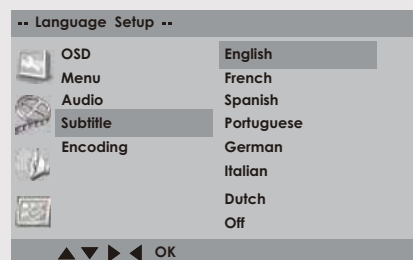 -- Language Setup --
OSD
Menu
Audio
Subtitle
Encoding
English
French
Spanish
Portuguese
German
Italian
Dutch
Off
▲ ▼ ▶ ◀ OK